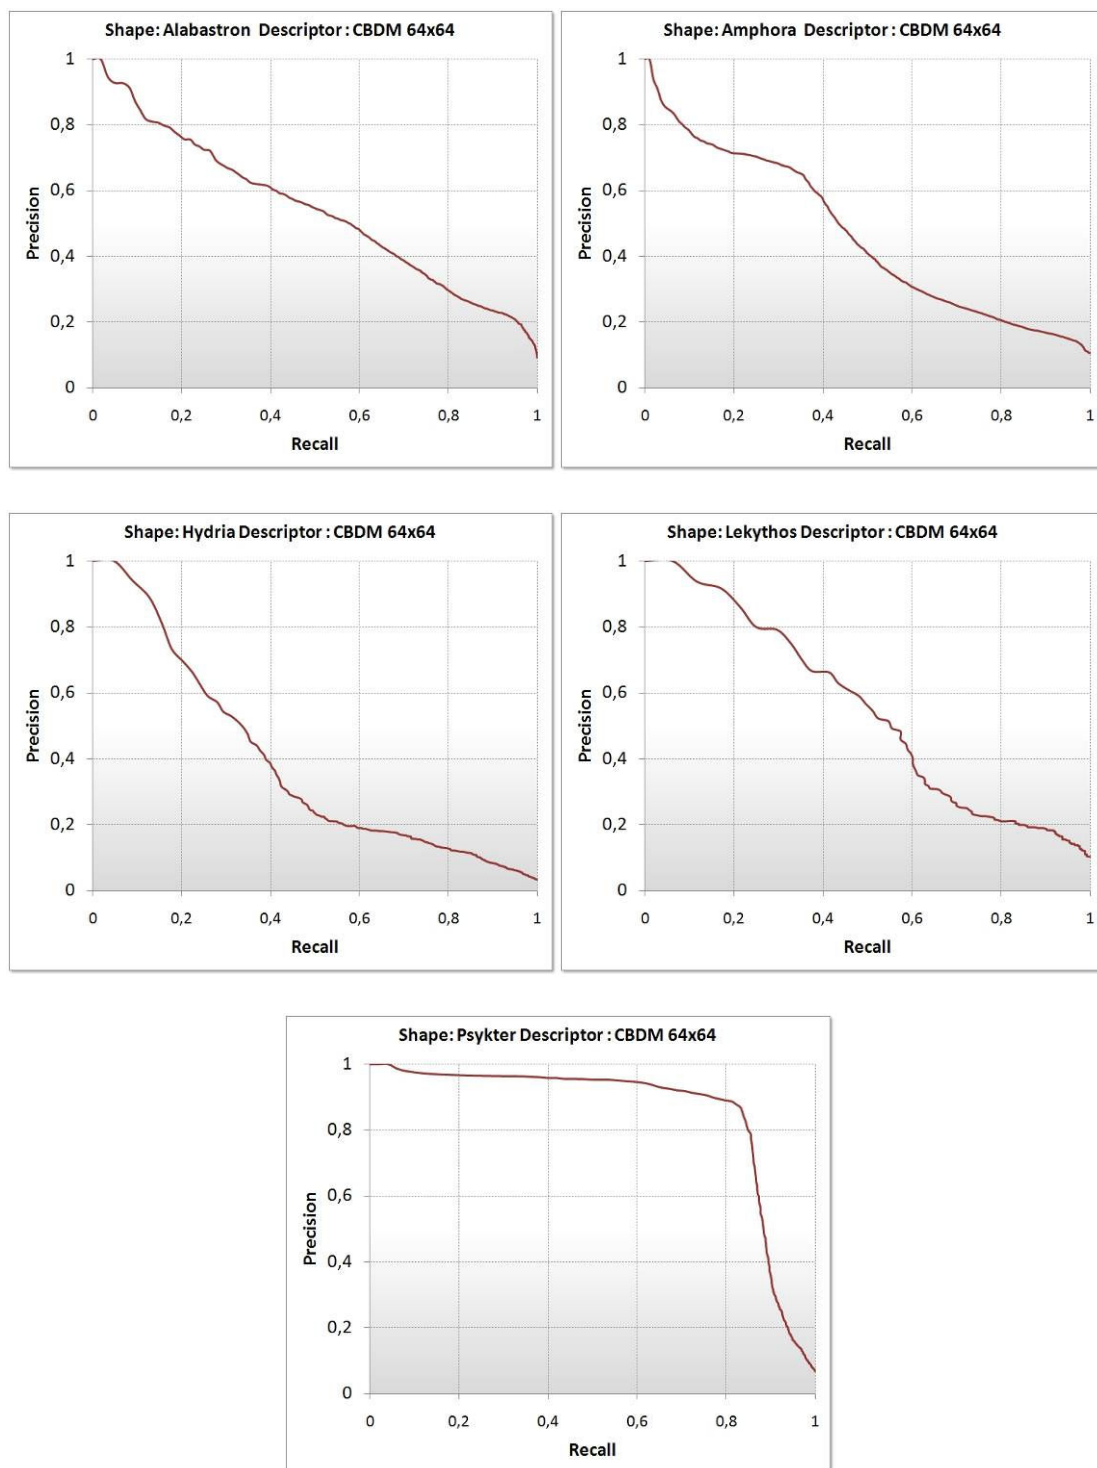 Shape: Alabastron Descriptor : CBDM 64x64
1
0,8
0,6
0,4
0,2
0
Precision
0 0,2 0,4 0,6 0,8 1
Recall
Shape: Amphora Descriptor : CBDM 64x64
1
0,8
0,6
0,4
0,2
0
Precision
0 0,2 0,4 0,6 0,8 1
Recall
Shape: Hydria Descriptor : CBDM 64x64
1
0,8
0,6
0,4
0,2
0
Precision
0 0,2 0,4 0,6 0,8 1
Recall
Shape: Lekythos Descriptor : CBDM 64x64
1
0,8
0,6
0,4
0,2
0
Precision
0 0,2 0,4 0,6 0,8 1
Recall
Shape: Psykter Descriptor : CBDM 64x64
1
0,8
0,6
0,4
0,2
0
Precision
0 0,2 0,4 0,6 0,8 1
Recall